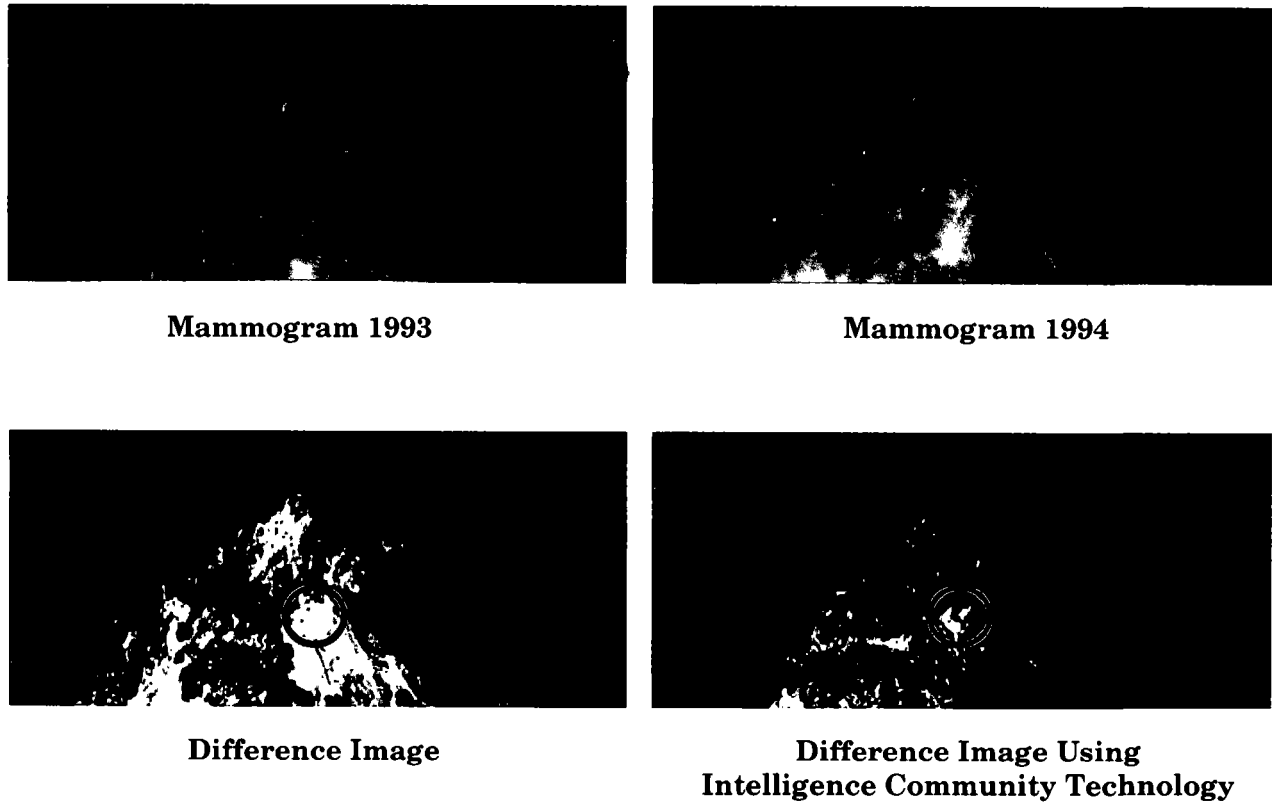 Mammogram 1993
Mammogram 1994
Difference Image
Difference Image Using
Intelligence Community Technology